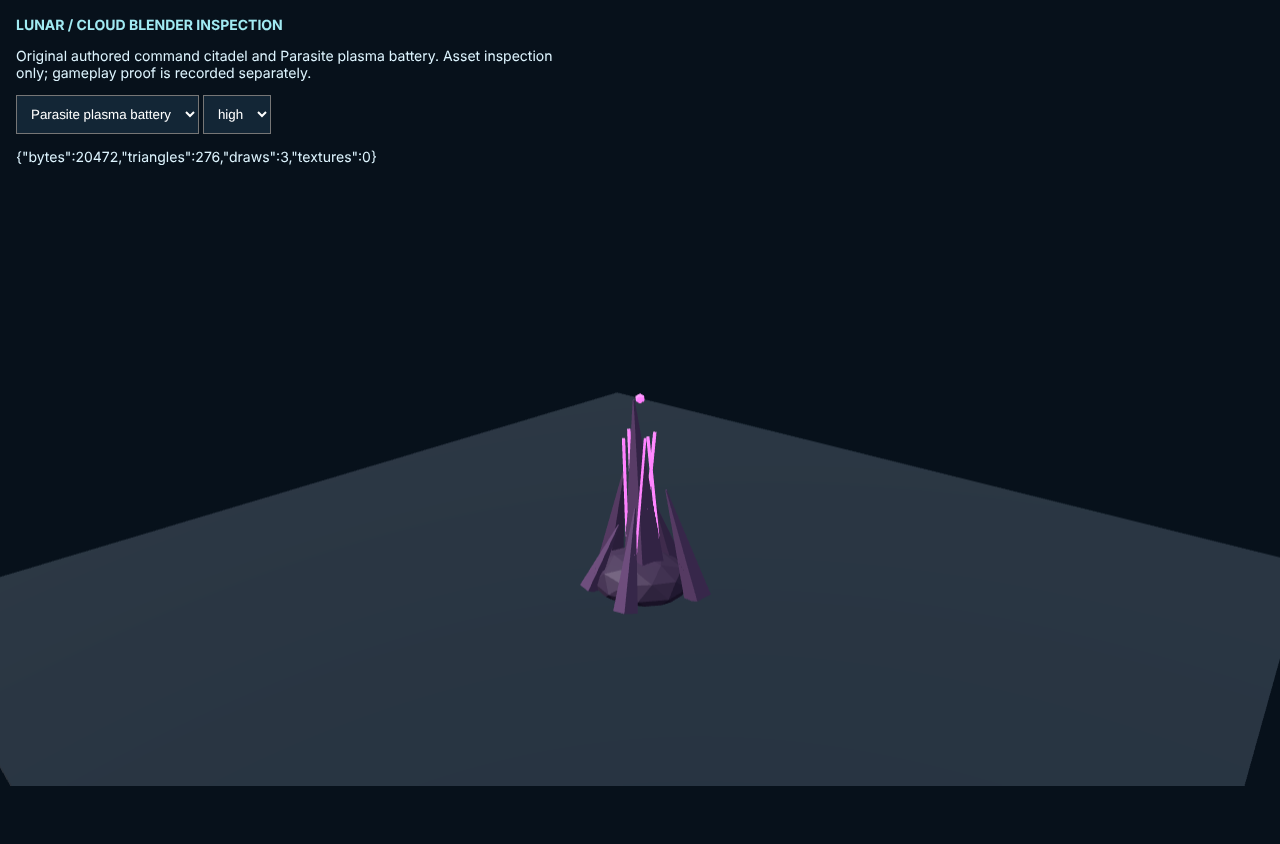 LUNAR / CLOUD BLENDER INSPECTION
Original authored command citadel and Parasite plasma battery. Asset inspection
only; gameplay proof is recorded separately.
Parasite plasma battery high
{"bytes":20472,"triangles":276,"draws":3,"textures":0}